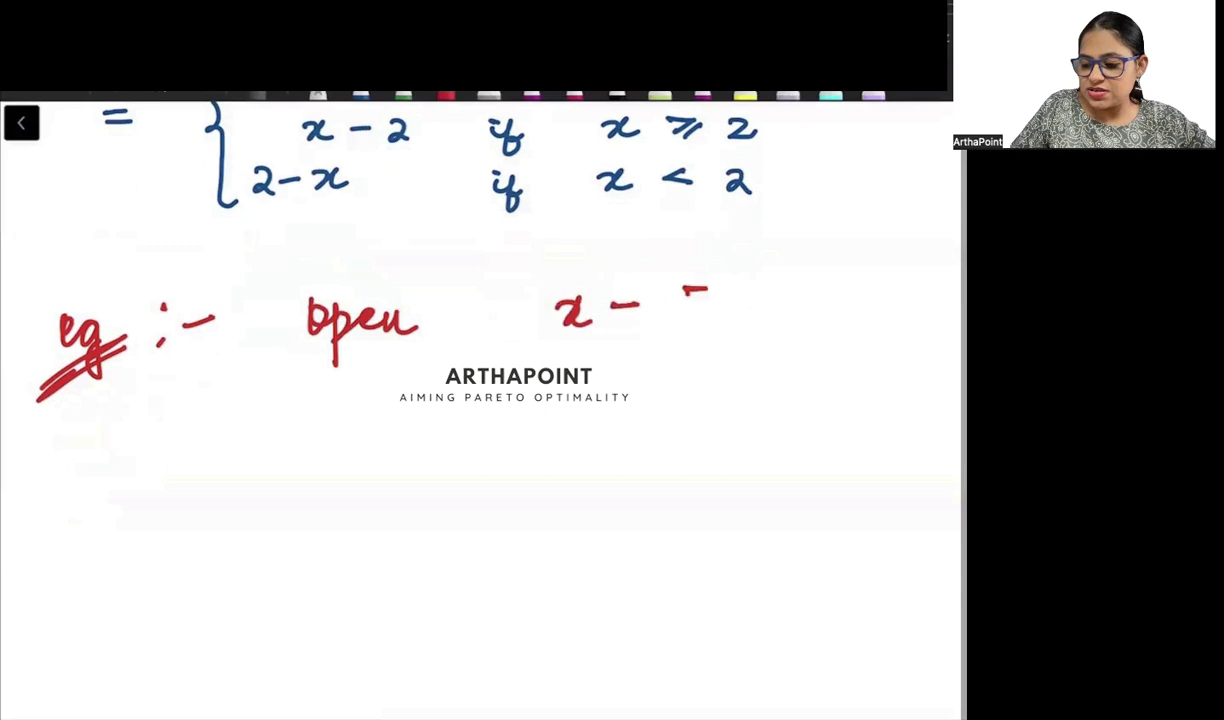 = { x - 2 if x ≥ 2
2 - x if x < 2
eg :- open x -
ARTHAPOINT
AIMING PARETO OPTIMALITY
ArthaPoint